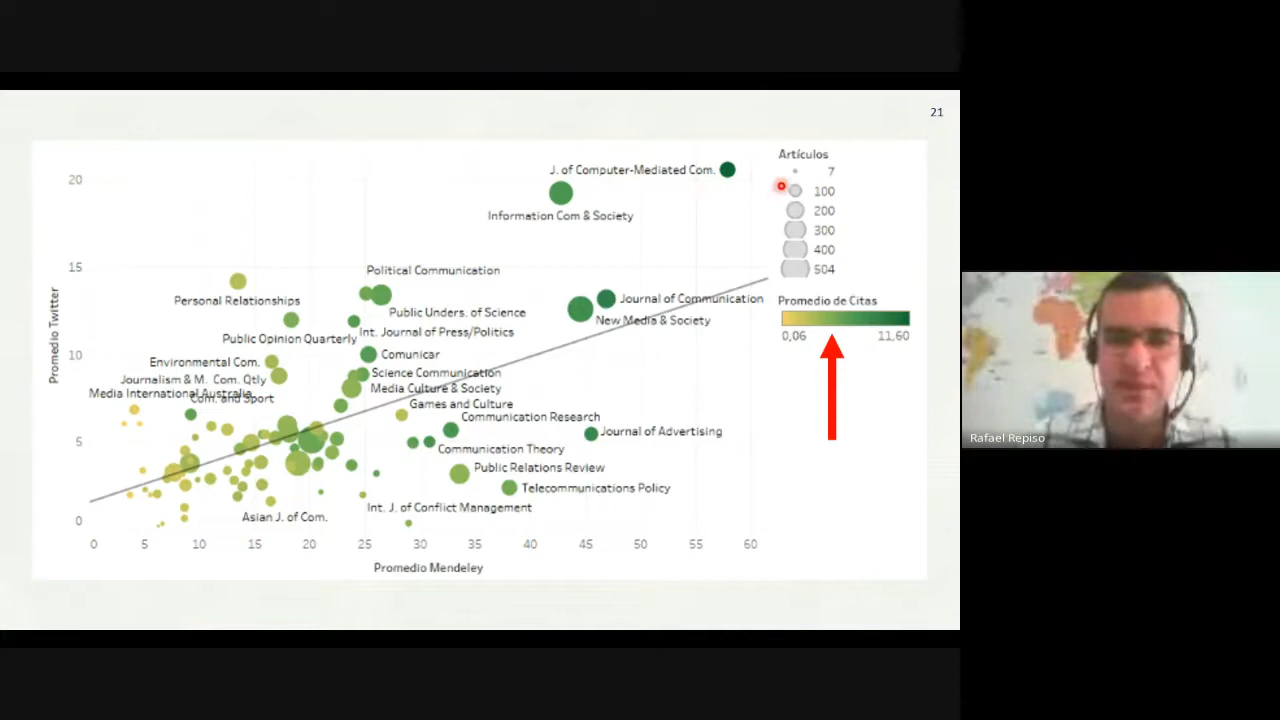 21
Artículos
7
100
200
300
400
504
Promedio de Citas
0,06 11,60
Promedio Twitter
20
15
10
5
0
J. of Computer-Mediated Com.
Information Com & Society
Political Communication
Personal Relationships
Journal of Communication
Public Unders. of Science
New Media & Society
Int. Journal of Press/Politics
Public Opinion Quarterly
Comunicar
Environmental Com.
Science Communication
Journalism & M. Com. Qtly
Media Culture & Society
Media International Australia
Com. and Sport
Games and Culture
Communication Research
Journal of Advertising
Communication Theory
Public Relations Review
Telecommunications Policy
Int. J. of Conflict Management
Asian J. of Com.
0 5 10 15 20 25 30 35 40 45 50 55 60
Promedio Mendeley
Rafael Repiso